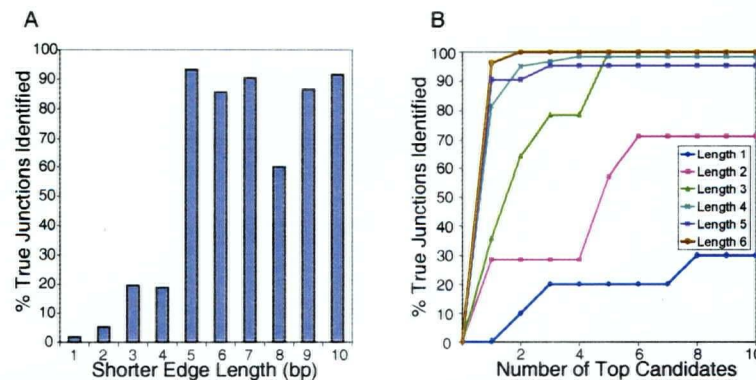 A
% True Junctions Identified
100
90
80
70
60
50
40
30
20
10
0
1 2 3 4 5 6 7 8 9 10
Shorter Edge Length (bp)
B
% True Junctions Identified
100
90
80
70
60
50
40
30
20
10
0
2 4 6 8 10
Number of Top Candidates
Length 1
Length 2
Length 3
Length 4
Length 5
Length 6